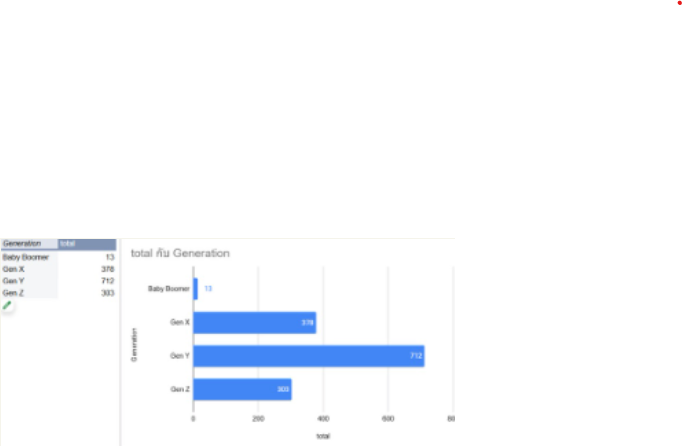 Generation total
Baby Boomer 13
Gen X 378
Gen Y 712
Gen Z 303
total กับ Generation
Baby Boomer 13
Gen X 378
Gen Y 712
Gen Z 303
Generation
0 200 400 600 80
total